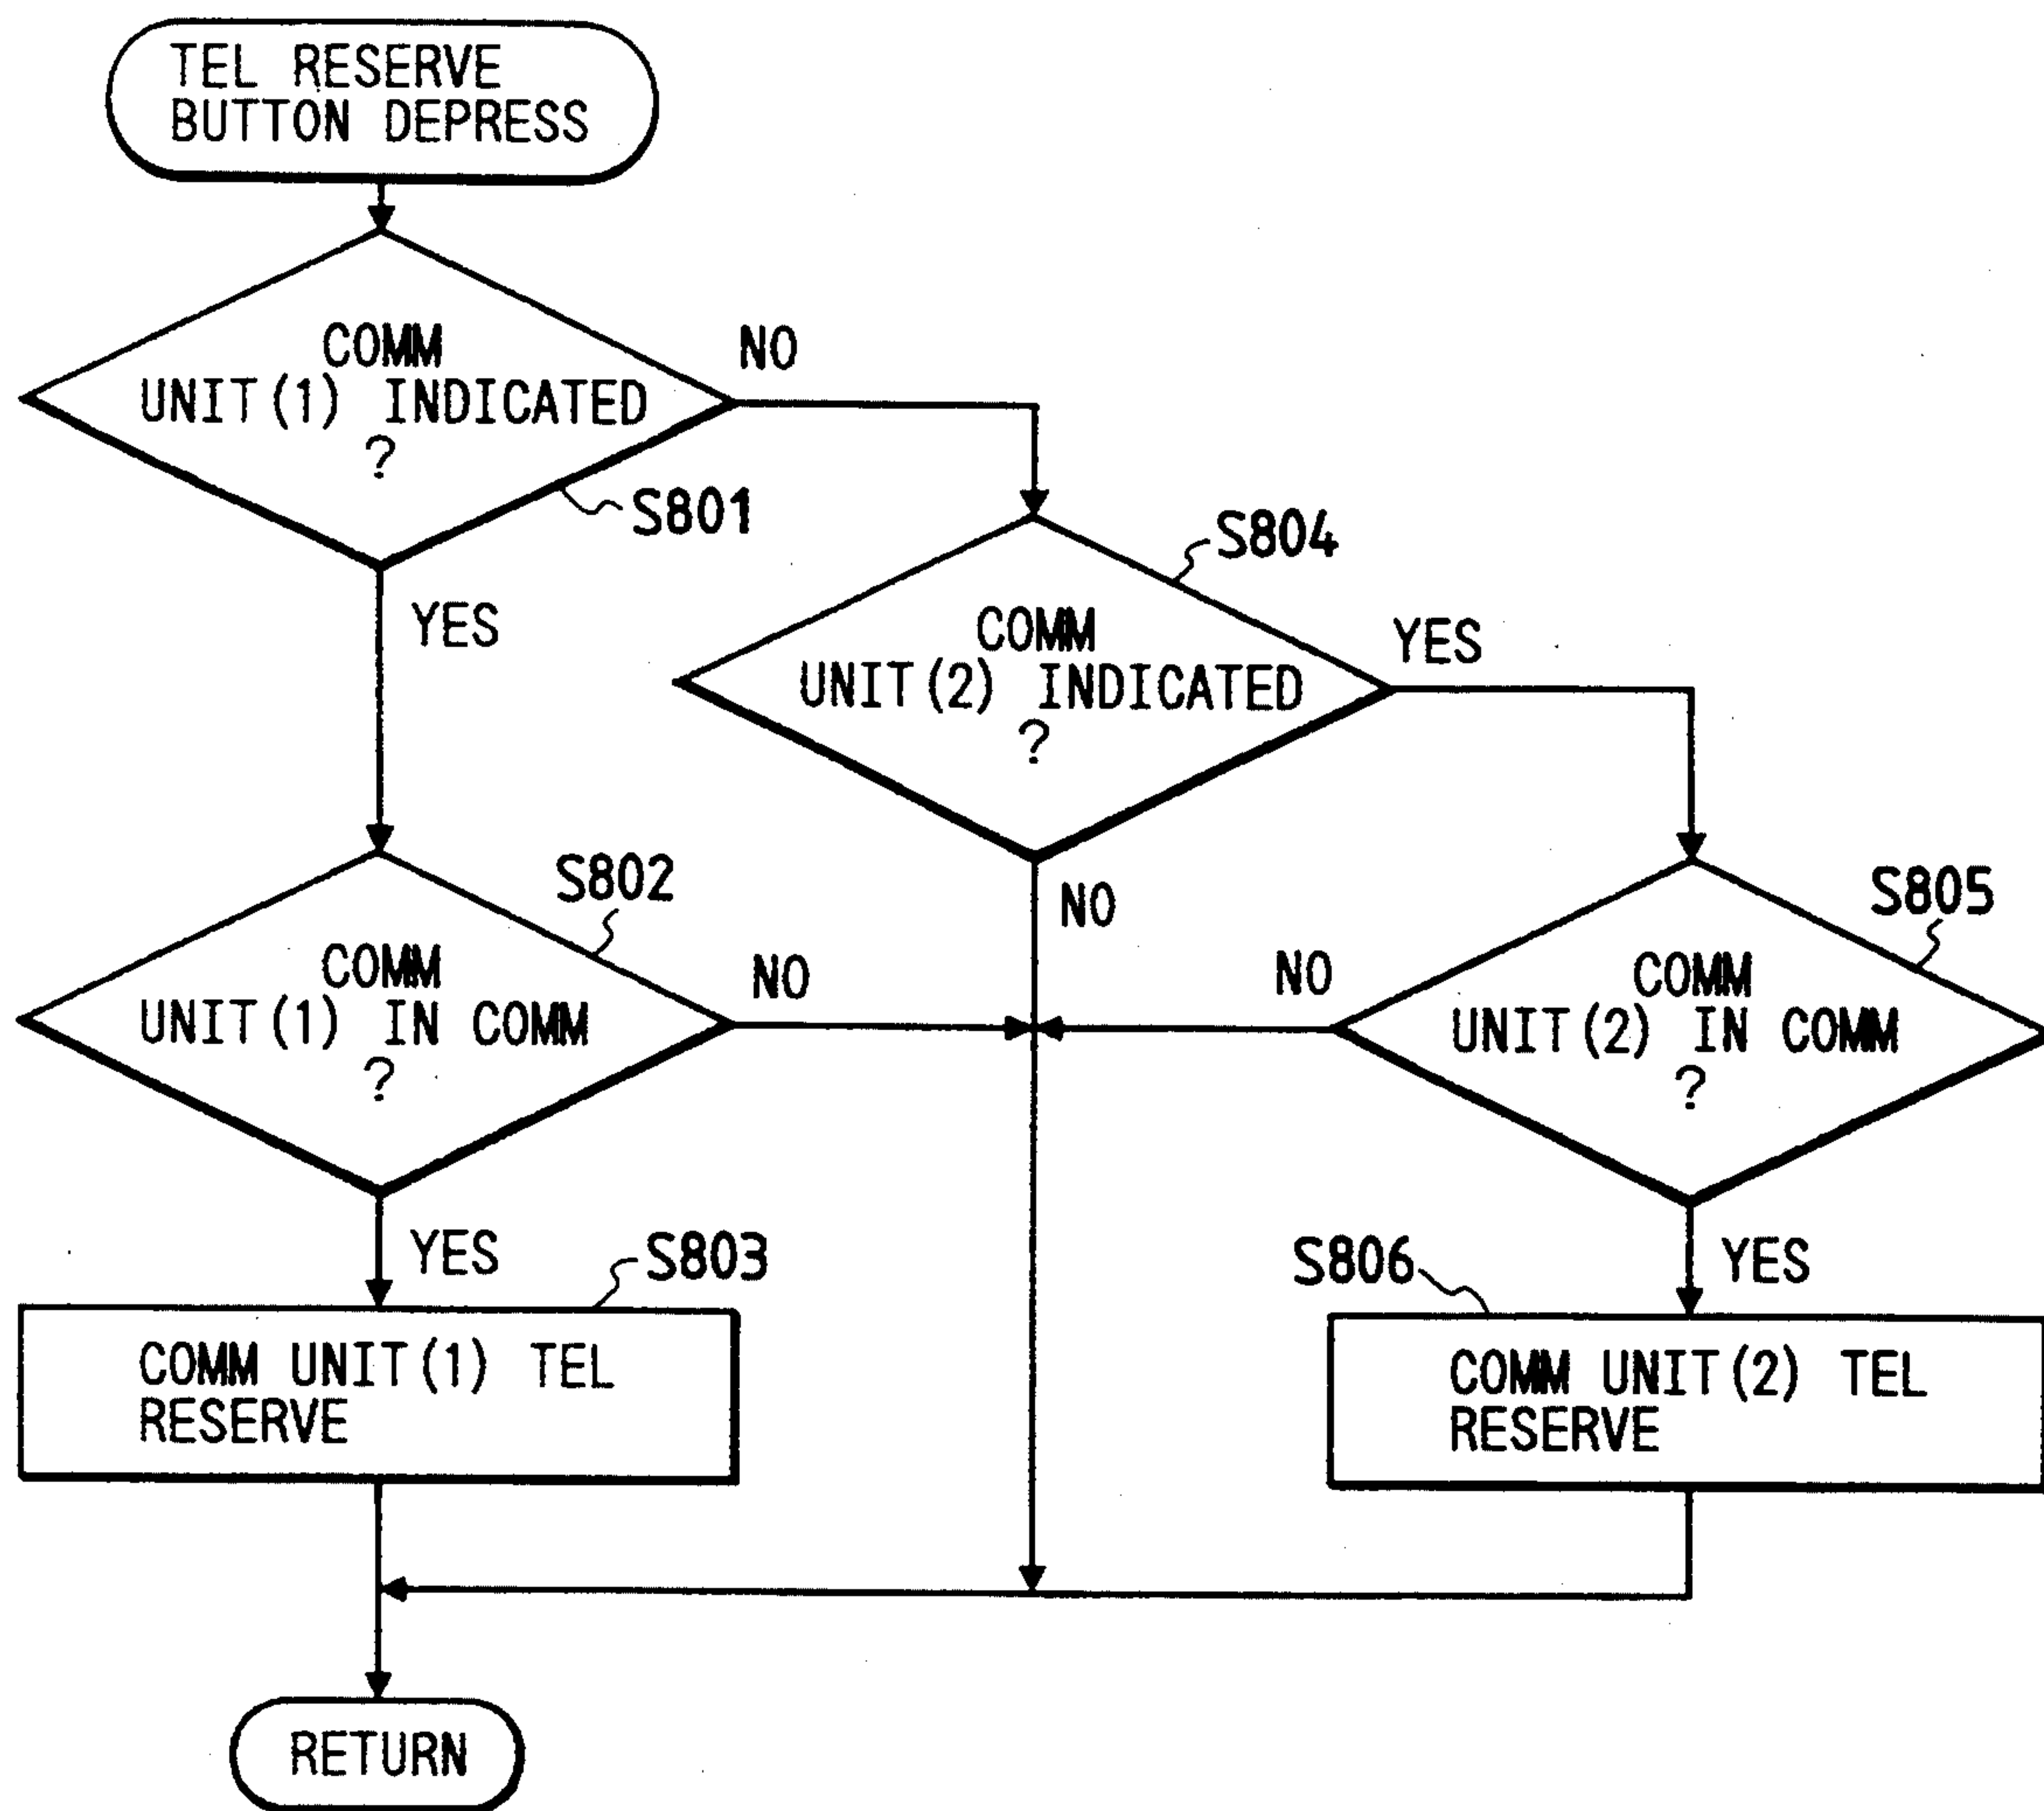 TEL RESERVE
BUTTON DEPRESS
COMM
UNIT(1) INDICATED
?
NO
S801
YES
S804
COMM
UNIT(2) INDICATED
?
YES
NO
S802
COMM
UNIT(1) IN COMM
?
NO
S805
NO
COMM
UNIT(2) IN COMM
?
YES
S803
COMM UNIT(1) TEL
RESERVE
YES
S806
COMM UNIT(2) TEL
RESERVE
RETURN